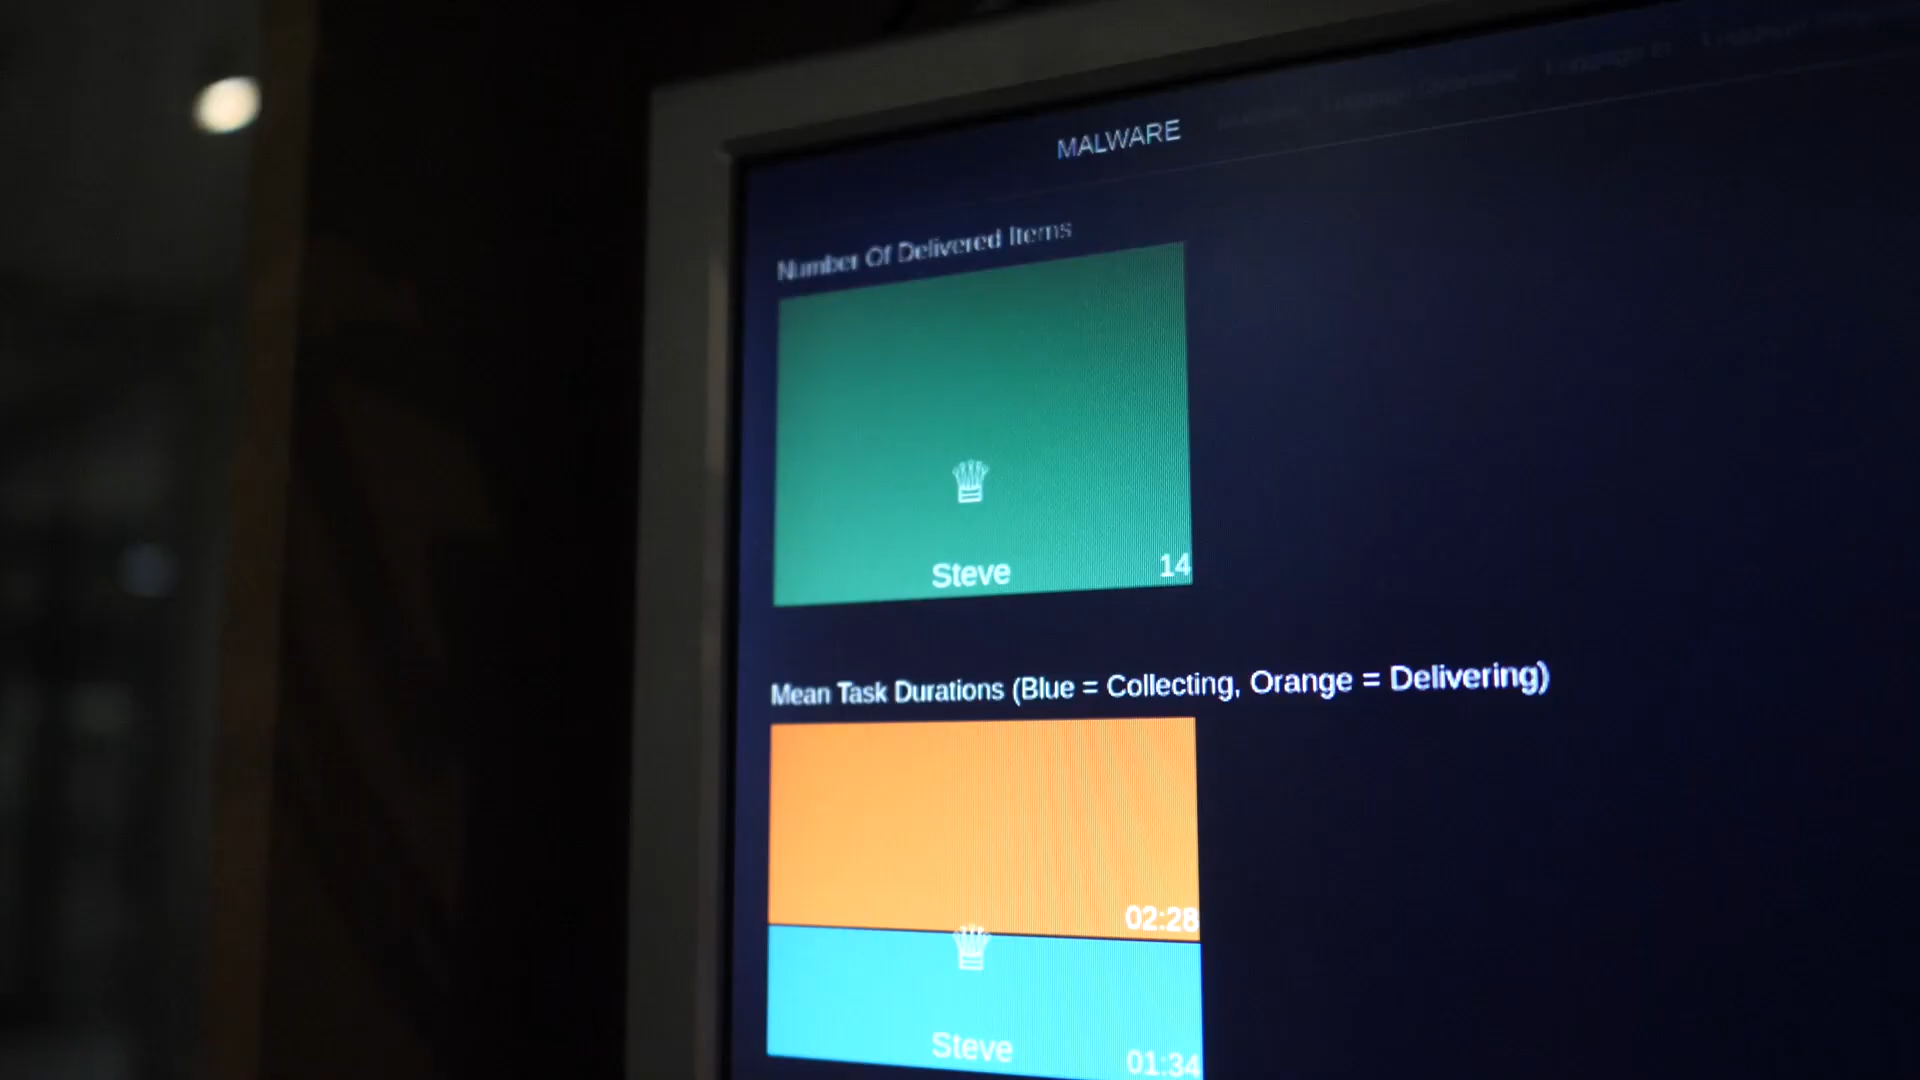 MALWARE
Number Of Delivered Items
Steve
14
Mean Task Durations (Blue = Collecting, Orange = Delivering)
02:28
Steve
01:34